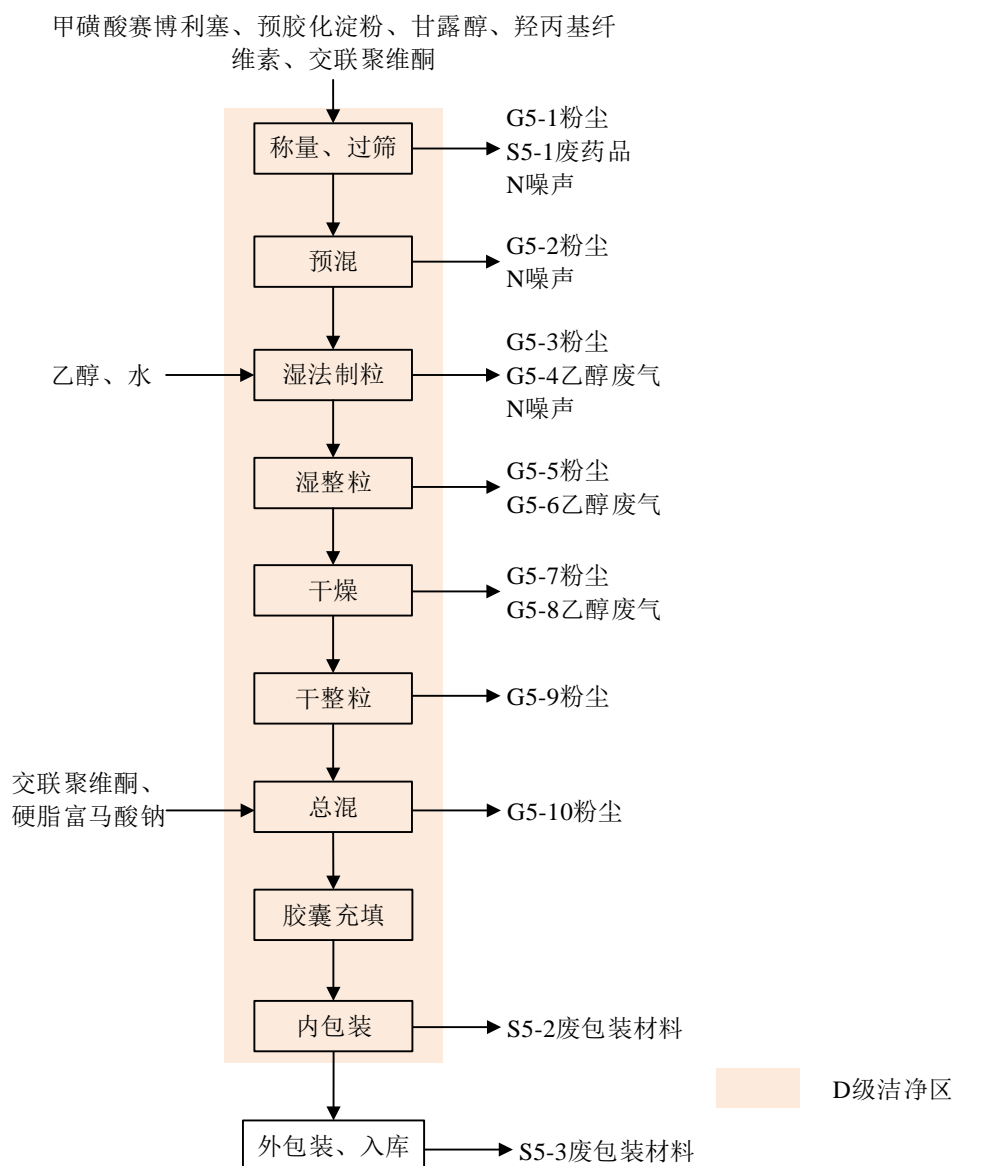 甲磺酸赛博利塞、预胶化淀粉、甘露醇、羟丙基纤
维素、交联聚维酮
称量、过筛
G5-1粉尘
S5-1废药品
N噪声
预混
G5-2粉尘
N噪声
乙醇、水
湿法制粒
G5-3粉尘
G5-4乙醇废气
N噪声
湿整粒
G5-5粉尘
G5-6乙醇废气
干燥
G5-7粉尘
G5-8乙醇废气
干整粒
G5-9粉尘
交联聚维酮、
硬脂富马酸钠
总混
G5-10粉尘
胶囊充填
内包装
S5-2废包装材料
D级洁净区
外包装、入库
S5-3废包装材料